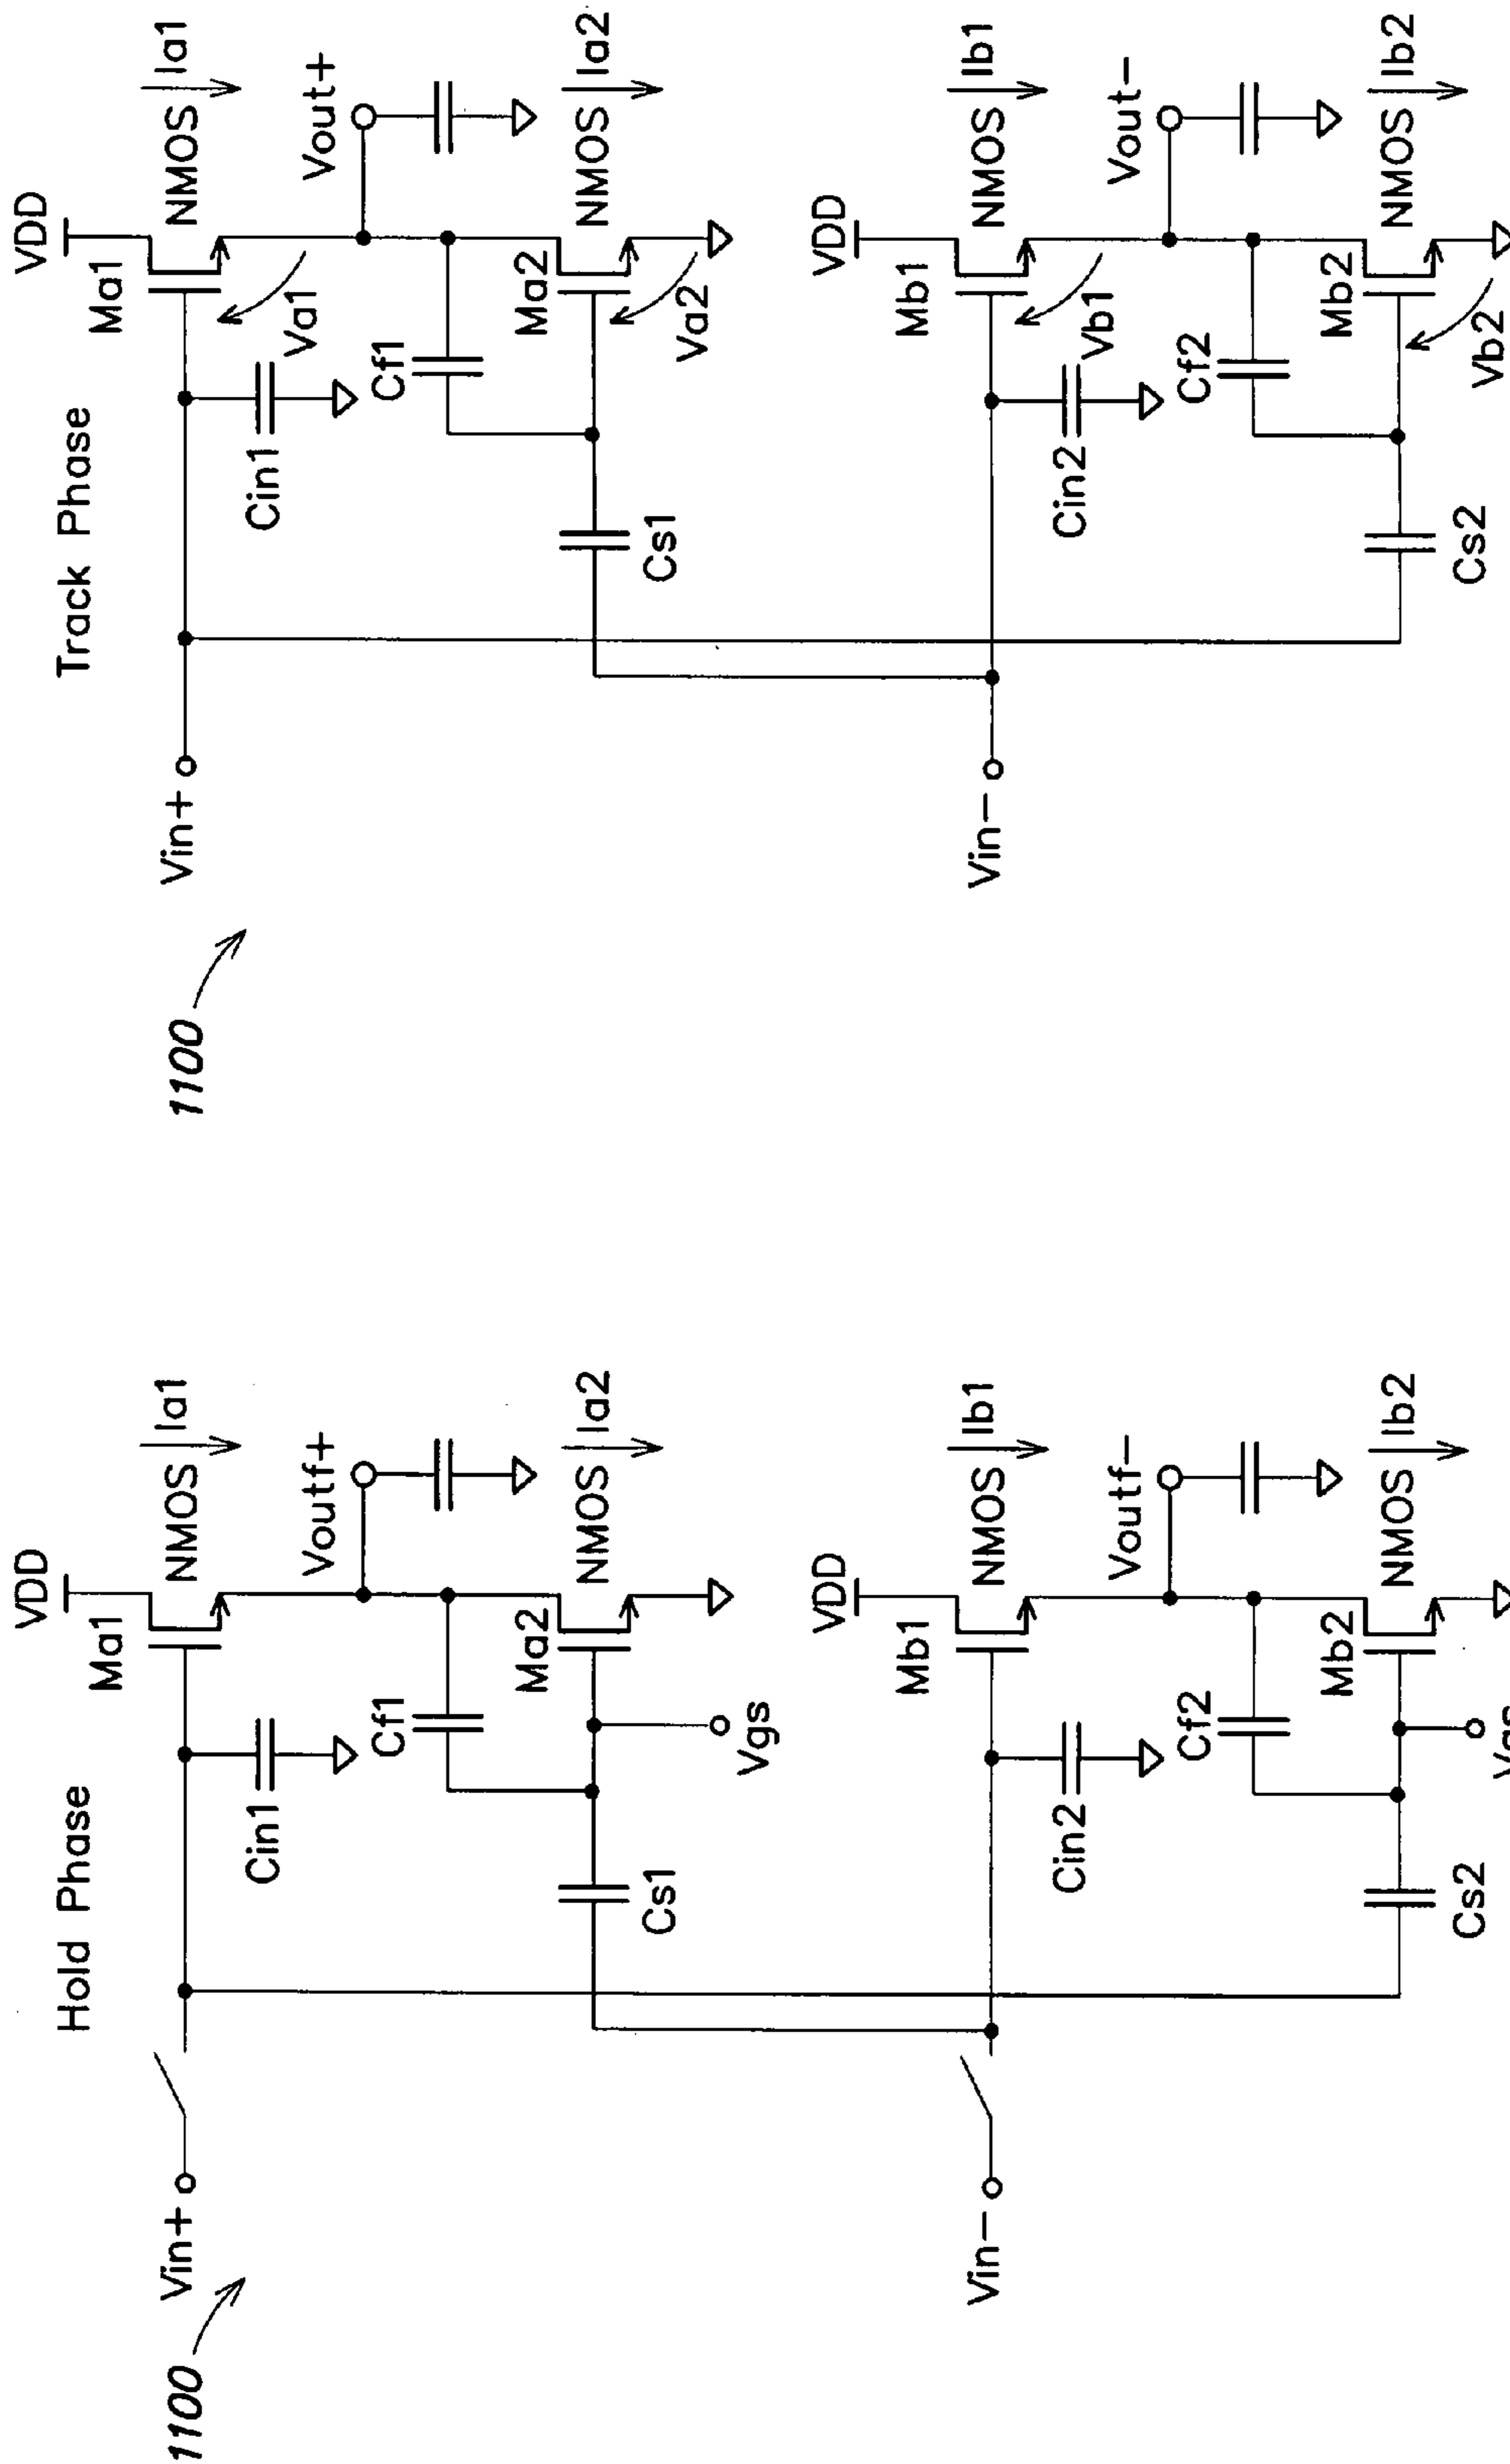 Hold Phase
1100
Vin+
Cin1
VDD
Ma1
NMOS
Ia1
Voutf+
Cf1
Cs1
Ma2
NMOS
Ia2
Vgs
Vin-
Cin2
VDD
Mb1
NMOS
Ib1
Voutf-
Cf2
Cs2
Mb2
NMOS
Ib2
Vgs
Track Phase
1100
Vin+
Cin1
VDD
Ma1
NMOS
Ia1
Va1
Vout+
Cf1
Cs1
Ma2
NMOS
Ia2
Va2
Vin-
Cin2
VDD
Mb1
NMOS
Ib1
Vb1
Vout-
Cf2
Cs2
Mb2
NMOS
Ib2
Vb2